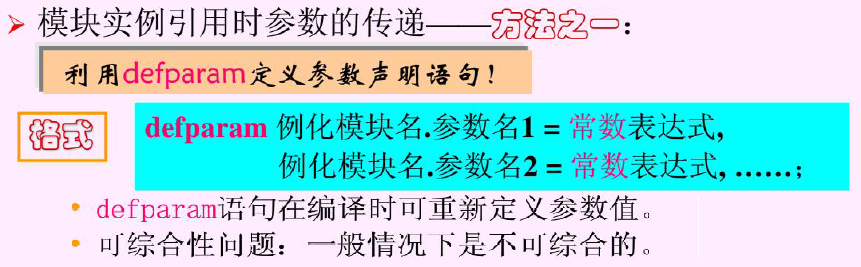 ➢ 模块实例引用时参数的传递——方法之一：
利用defparam定义参数声明语句！
格式
defparam 例化模块名.参数名1 = 常数表达式,
例化模块名.参数名2 = 常数表达式, ……；
• defparam语句在编译时可重新定义参数值。
• 可综合性问题：一般情况下是不可综合的。